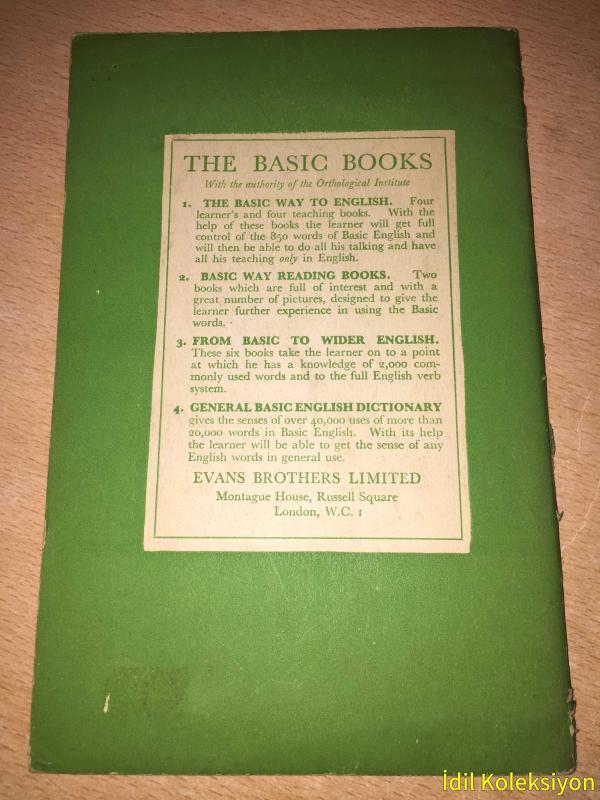 THE BASIC BOOKS
With the authority of the Orthological Institute
1. THE BASIC WAY TO ENGLISH. Four
learner's and four teaching books. With the
help of these books the learner will get full
control of the 850 words of Basic English and
will then be able to do all his talking and have
all his teaching only in English.
2. BASIC WAY READING BOOKS. Two
books which are full of interest and with a
great number of pictures, designed to give the
learner further experience in using the Basic
words.
3. FROM BASIC TO WIDER ENGLISH.
These six books take the learner on to a point
at which he has a knowledge of 2,000 com-
monly used words and to the full English verb
system.
4. GENERAL BASIC ENGLISH DICTIONARY
gives the senses of over 40,000 uses of more than
20,000 words in Basic English. With its help
the learner will be able to get the sense of any
English words in general use.
EVANS BROTHERS LIMITED
Montague House, Russell Square
London, W.C. 1
İdil Koleksiyon